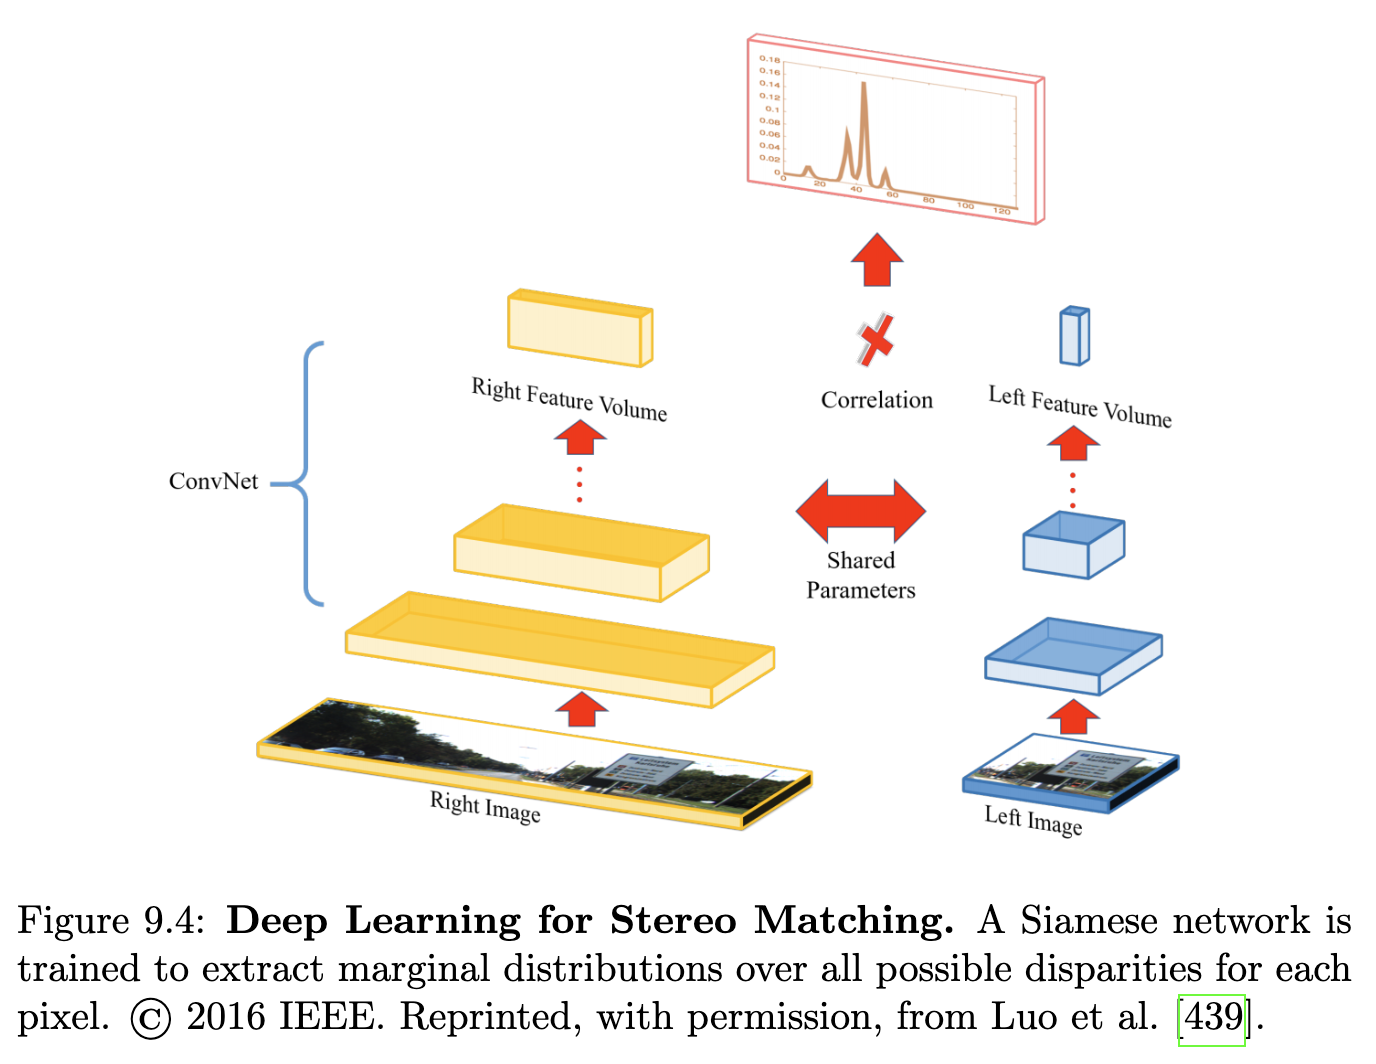 0.18
0.16
0.14
0.12
0.1
0.08
0.06
0.04
0.02
0
0 20 40 60 80 100 120
Right Feature Volume
Correlation
Left Feature Volume
ConvNet
Shared
Parameters
Right Image
Left Image
Figure 9.4: Deep Learning for Stereo Matching. A Siamese network is
trained to extract marginal distributions over all possible disparities for each
pixel. © 2016 IEEE. Reprinted, with permission, from Luo et al. [439].